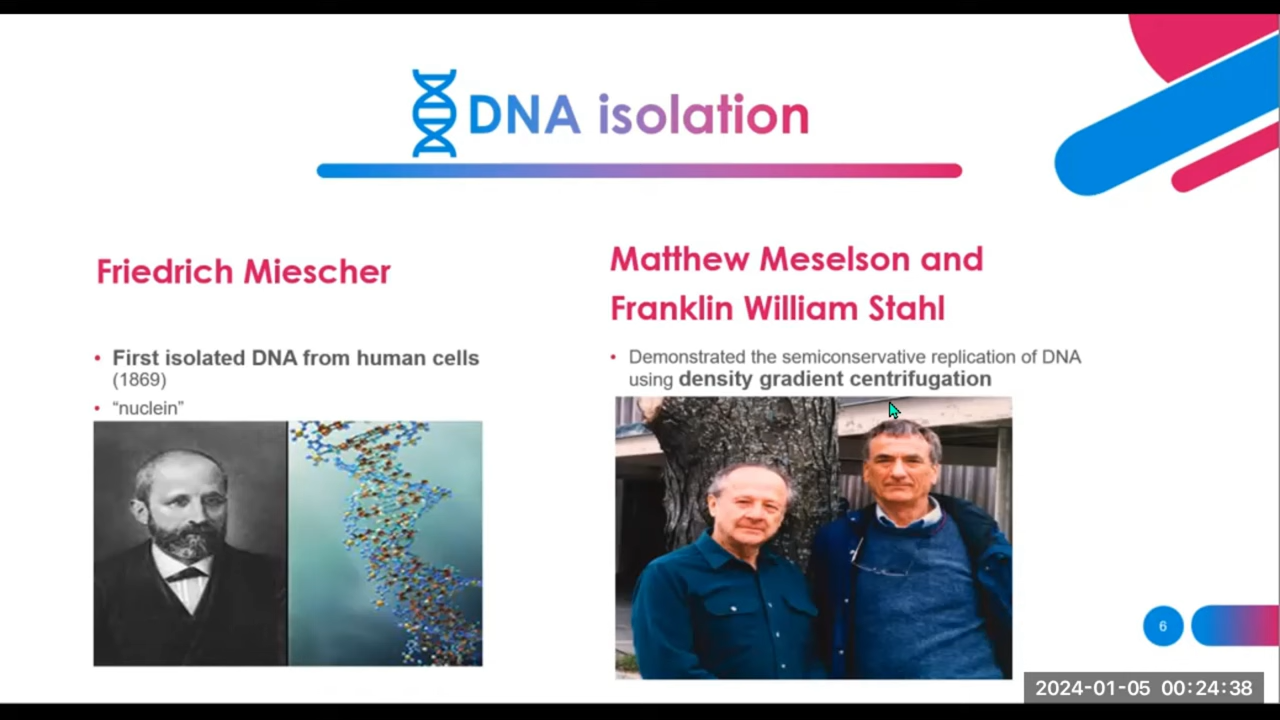 DNA isolation
Friedrich Miescher
• First isolated DNA from human cells
(1869)
• “nuclein”
Matthew Meselson and
Franklin William Stahl
• Demonstrated the semiconservative replication of DNA
using density gradient centrifugation
6
2024-01-05 00:24:38